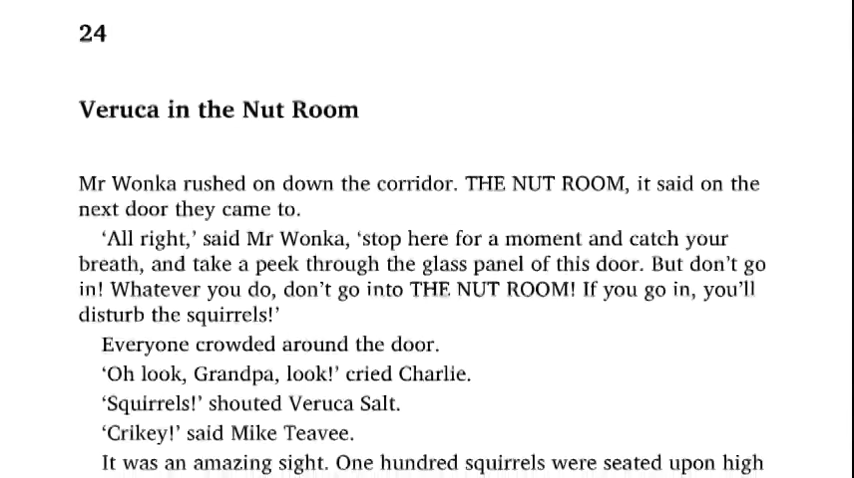 24
Veruca in the Nut Room
Mr Wonka rushed on down the corridor. THE NUT ROOM, it said on the
next door they came to.
‘All right,’ said Mr Wonka, ‘stop here for a moment and catch your
breath, and take a peek through the glass panel of this door. But don’t go
in! Whatever you do, don’t go into THE NUT ROOM! If you go in, you’ll
disturb the squirrels!’
Everyone crowded around the door.
‘Oh look, Grandpa, look!’ cried Charlie.
‘Squirrels!’ shouted Veruca Salt.
‘Crikey!’ said Mike Teavee.
It was an amazing sight. One hundred squirrels were seated upon high